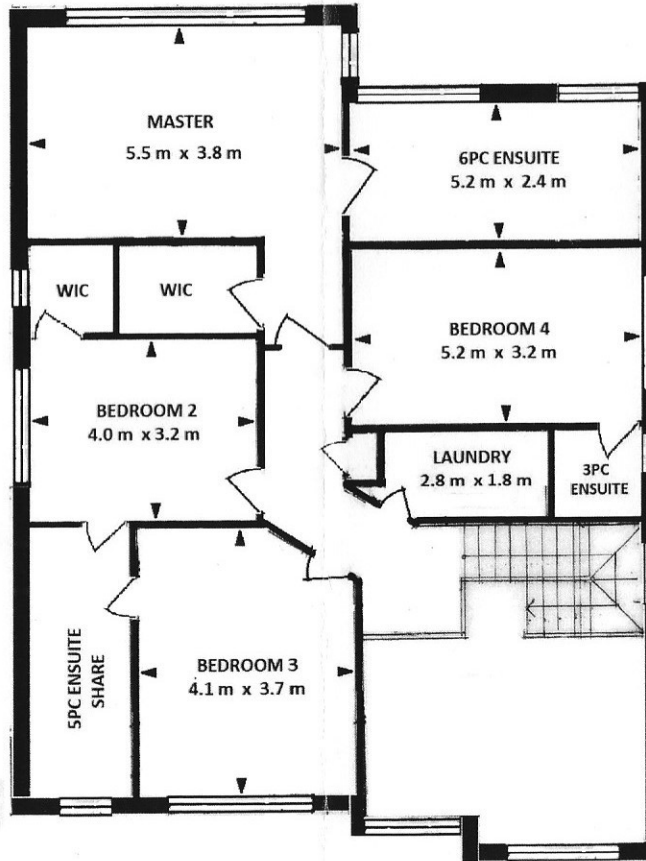 MASTER
5.5 m x 3.8 m
6PC ENSUITE
5.2 m x 2.4 m
WIC
WIC
BEDROOM 4
5.2 m x 3.2 m
BEDROOM 2
4.0 m x 3.2 m
LAUNDRY
2.8 m x 1.8 m
3PC
ENSUITE
5PC ENSUITE
SHARE
BEDROOM 3
4.1 m x 3.7 m